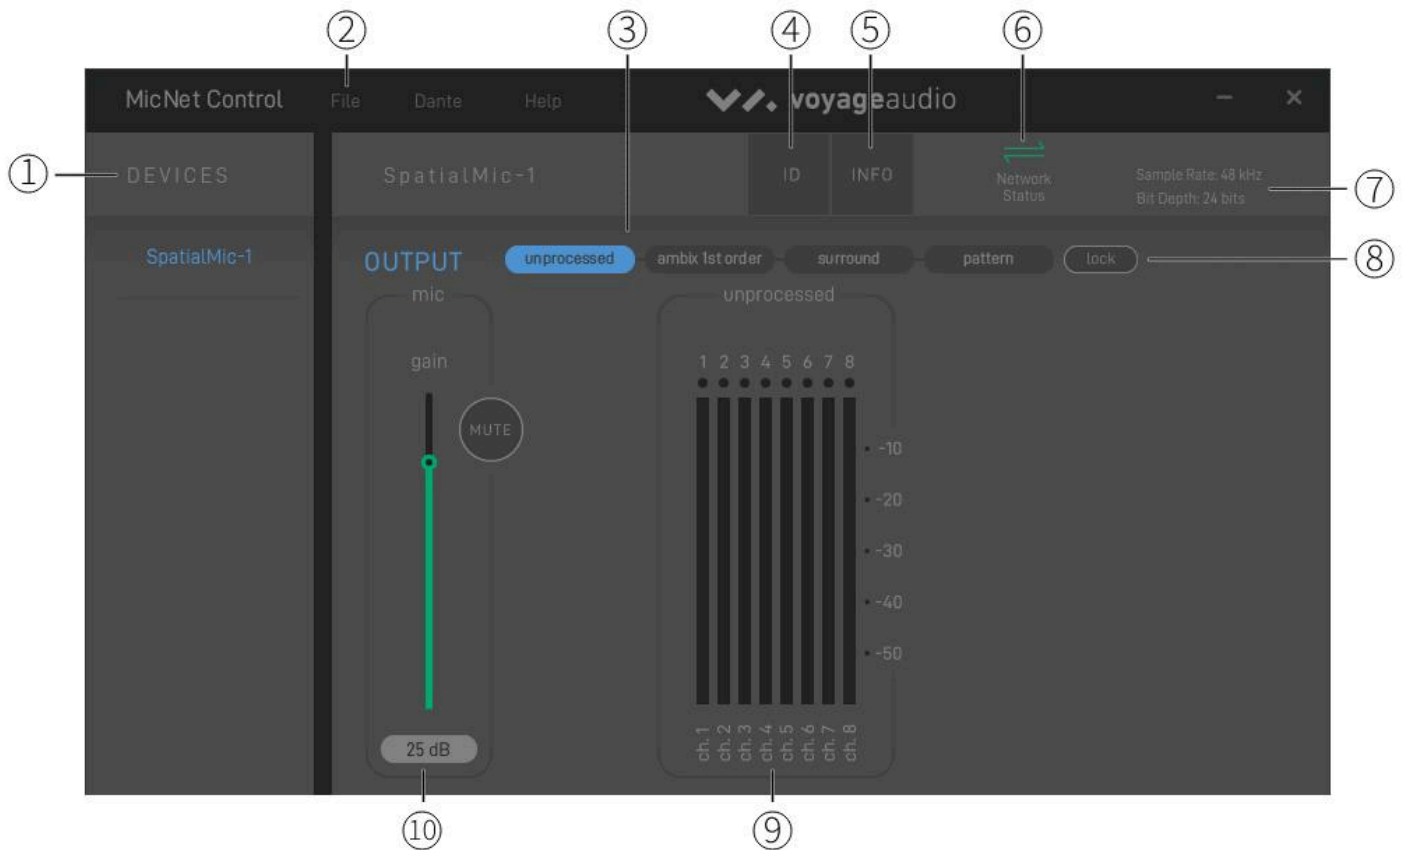 ② ③ ④ ⑤ ⑥
MicNet Control File Dante Help voyageaudio
① DEVICES SpatialMic-1 ID INFO Network Status Sample Rate: 48 kHz ⑦
Bit Depth: 24 bits
SpatialMic-1 OUTPUT unprocessed ambix 1st order surround pattern lock ⑧
mic unprocessed
gain 1 2 3 4 5 6 7 8
MUTE
-10
-20
-30
-40
-50
ch. 1 ch. 2 ch. 3 ch. 4 ch. 5 ch. 6 ch. 7 ch. 8
25 dB
⑩ ⑨